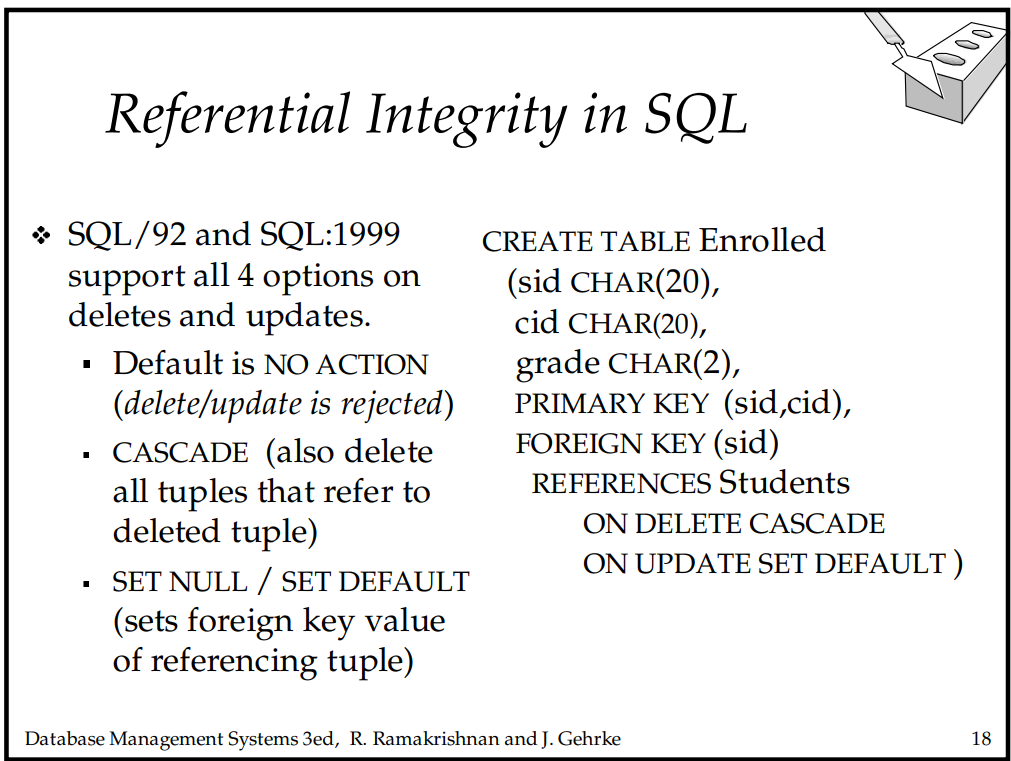 Referential Integrity in SQL
❖ SQL/92 and SQL:1999
support all 4 options on
deletes and updates.
▪ Default is NO ACTION
(delete/update is rejected)
▪ CASCADE (also delete
all tuples that refer to
deleted tuple)
▪ SET NULL / SET DEFAULT
(sets foreign key value
of referencing tuple)
CREATE TABLE Enrolled
(sid CHAR(20),
cid CHAR(20),
grade CHAR(2),
PRIMARY KEY (sid,cid),
FOREIGN KEY (sid)
REFERENCES Students
ON DELETE CASCADE
ON UPDATE SET DEFAULT )
Database Management Systems 3ed, R. Ramakrishnan and J. Gehrke
18